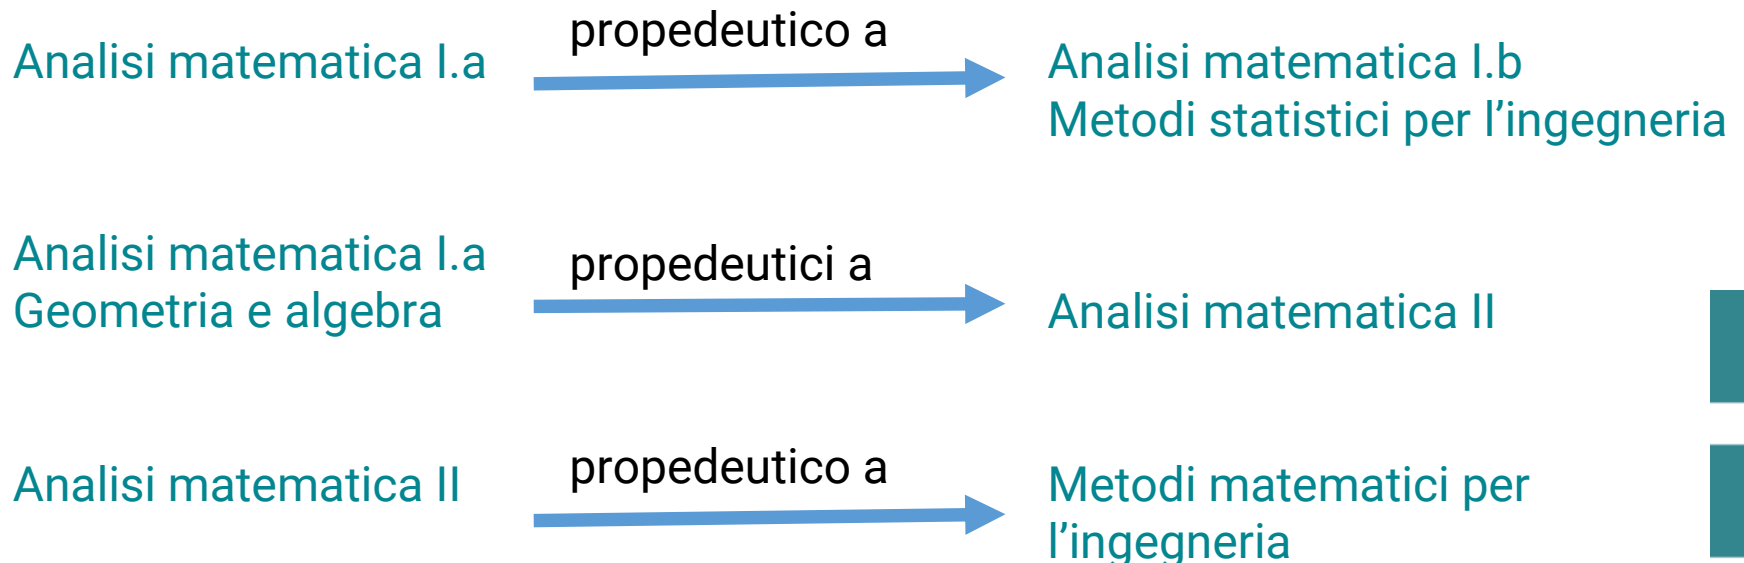 Analisi matematica I.a
propedeutico a
Analisi matematica I.b
Metodi statistici per l’ingegneria
Analisi matematica I.a
Geometria e algebra
propedeutici a
Analisi matematica II
Analisi matematica II
propedeutico a
Metodi matematici per
l’ingegneria